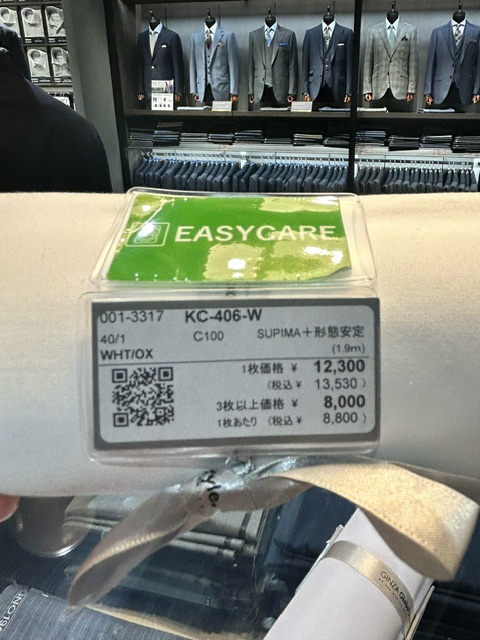 EASYCARE
001-3317 KC-406-W
40/1 C100 SUPIMA＋形態安定
WHT/OX (1.9m)
1枚価格 ¥ 12,300
(税込 ¥ 13,530 )
3枚以上価格 ¥ 8,000
1枚あたり (税込 ¥ 8,800 )
GINZA Global